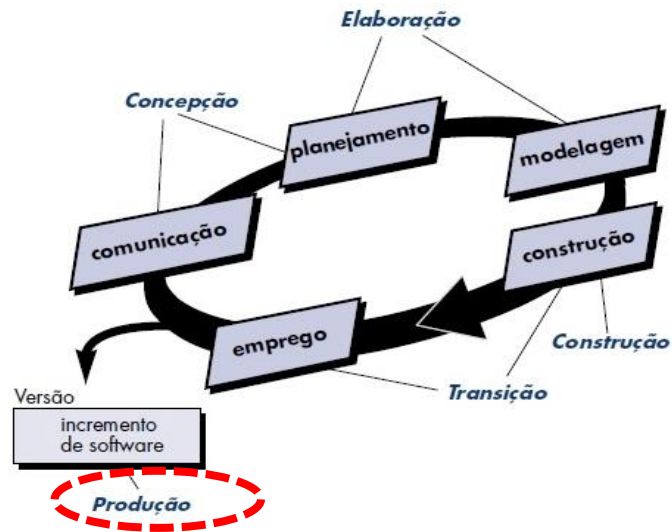 Elaboração
Concepção
planejamento
modelagem
comunicação
construção
emprego
Construção
Transição
Versão
incremento
de software
Produção